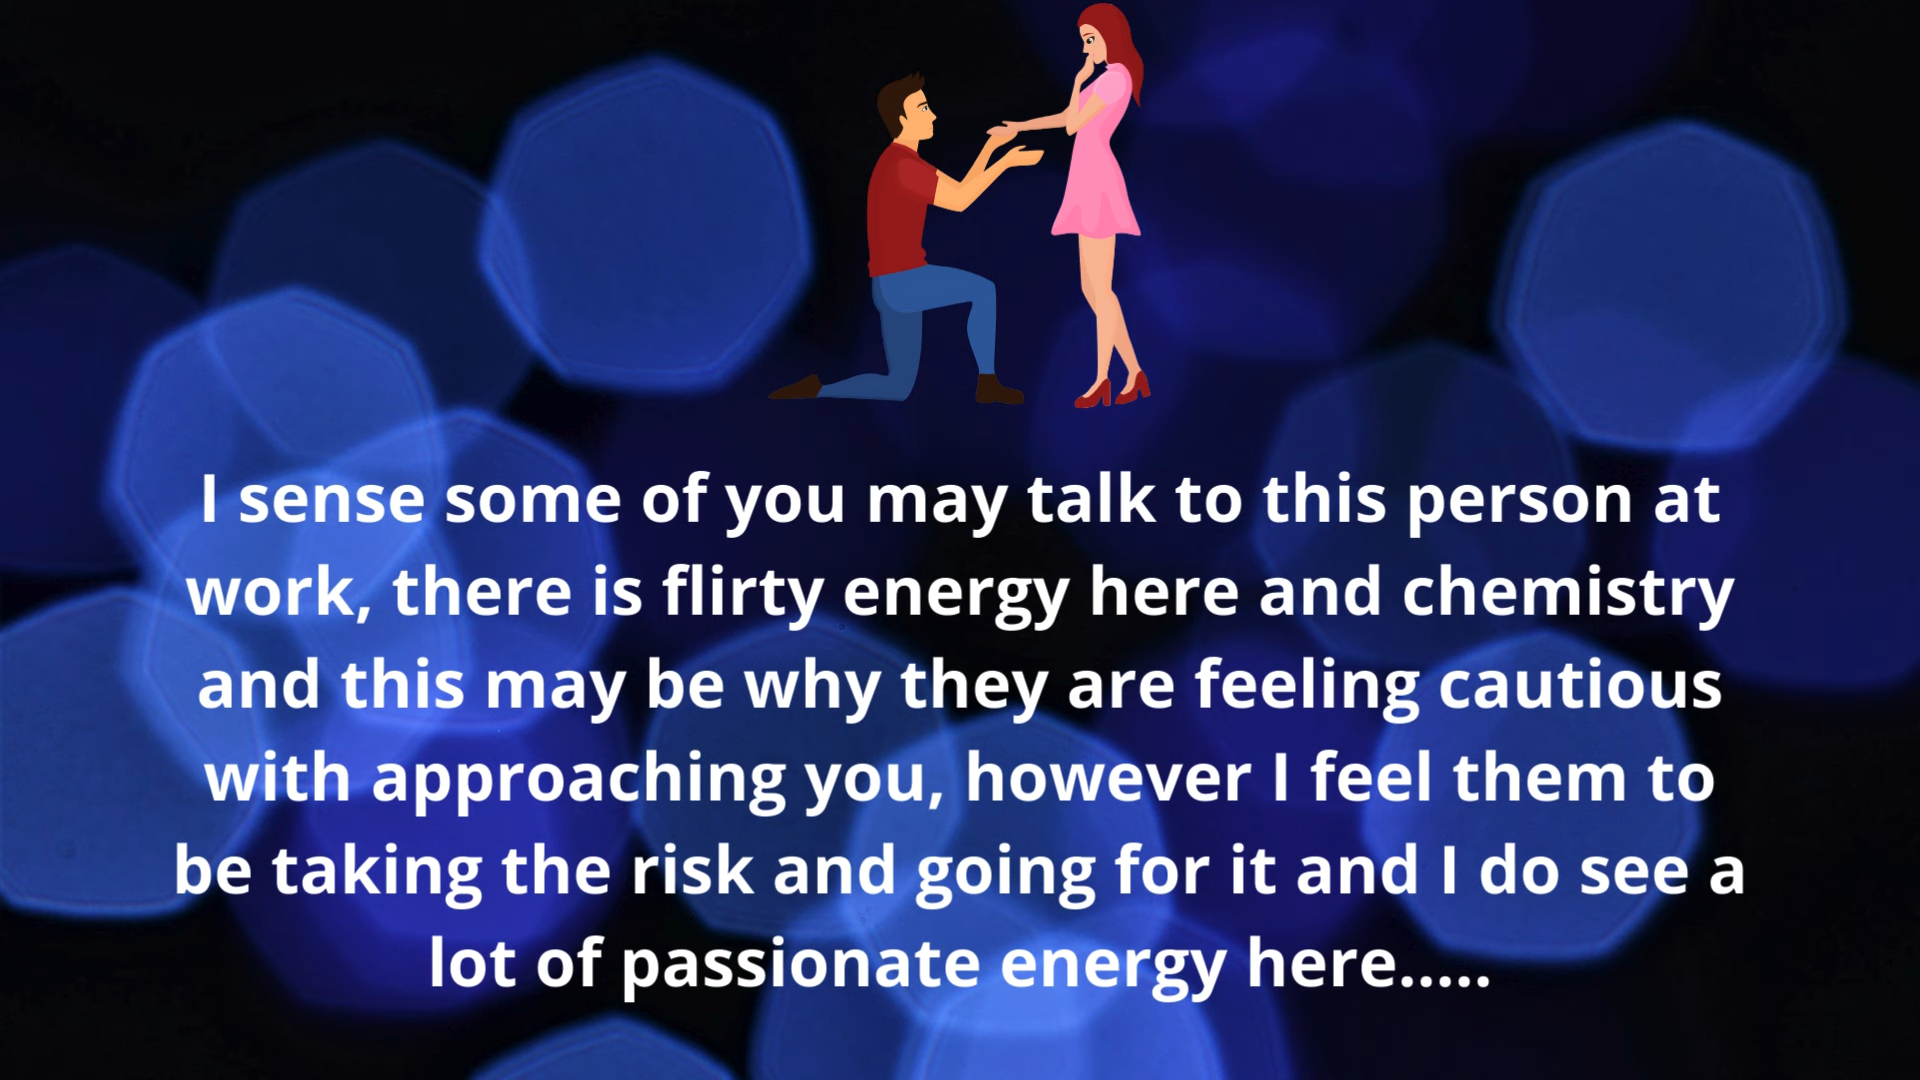 I sense some of you may talk to this person at
work, there is flirty energy here and chemistry
and this may be why they are feeling cautious
with approaching you, however I feel them to
be taking the risk and going for it and I do see a
lot of passionate energy here.....